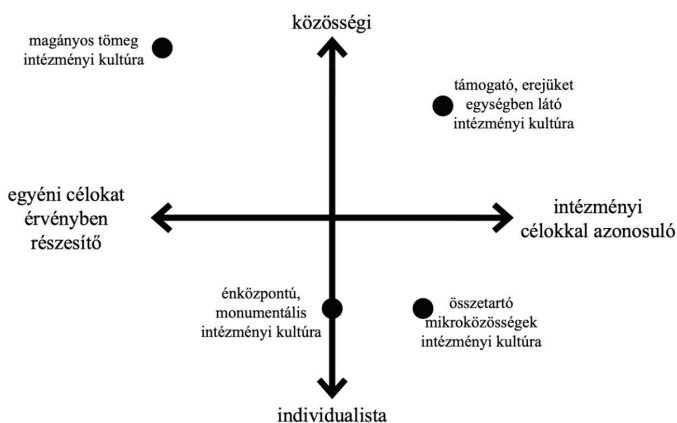 közösségi
magányos tömeg
intézményi kultúra
támogató, erejüket
egységben látó
intézményi kultúra
egyéni célokat
érvényben
részesítő
intézményi
célokkal azonosuló
énközpontú,
monumentális
intézményi kultúra
összetartó
mikroközösségek
intézményi kultúra
individualista